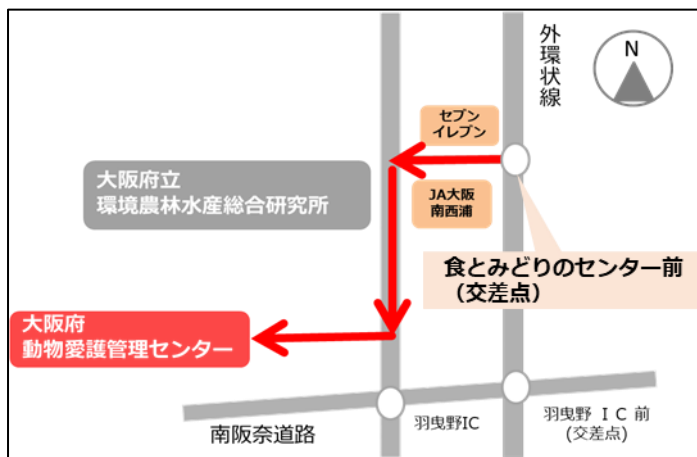 外環状線
N
セブン
イレブン
大阪府立
環境農林水産総合研究所
JA大阪
南西浦
食とみどりのセンター前
（交差点）
大阪府
動物愛護管理センター
南阪奈道路
羽曳野IC
羽曳野 ＩＣ 前
(交差点)